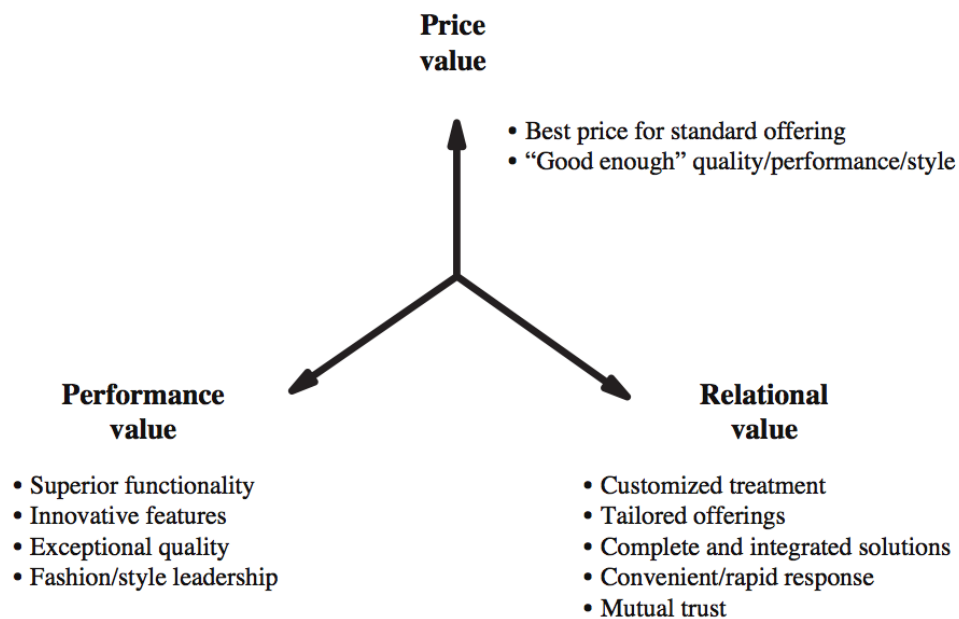 Price
value
• Best price for standard offering
• “Good enough” quality/performance/style
Performance
value
• Superior functionality
• Innovative features
• Exceptional quality
• Fashion/style leadership
Relational
value
• Customized treatment
• Tailored offerings
• Complete and integrated solutions
• Convenient/rapid response
• Mutual trust